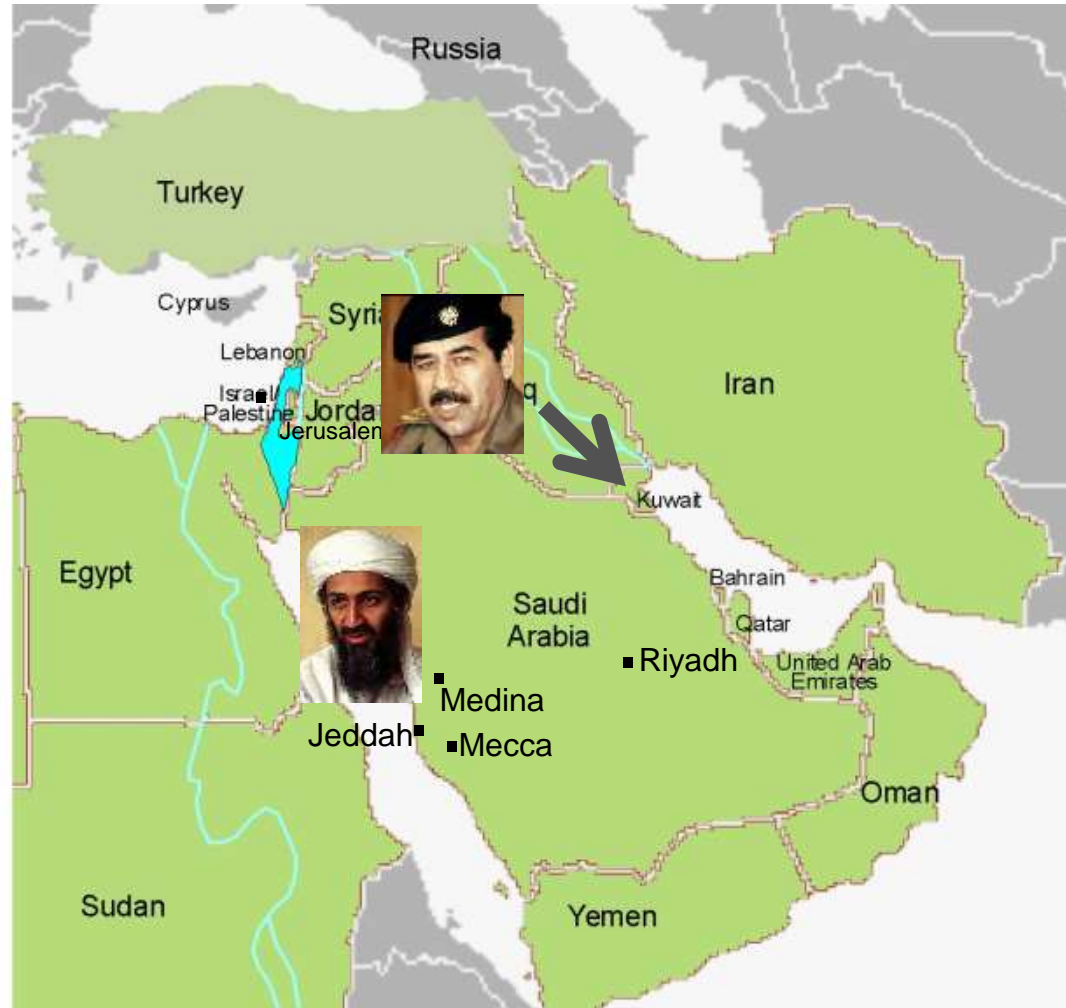 Russia
Turkey
Cyprus
Syria
Lebanon
Iran
Israel/
Palestine
Jorda
Jerusalem
q
Kuwait
Egypt
Bahrain
Saudi
Arabia
Qatar
Riyadh
United Arab
Emirates
Medina
Jeddah
Mecca
Oman
Sudan
Yemen